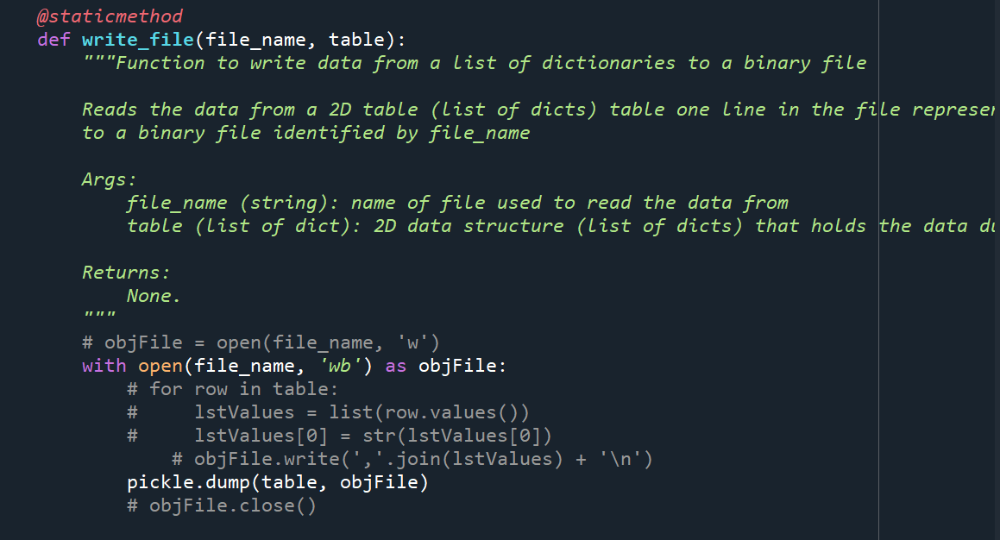 @staticmethod
def write_file(file_name, table):
"""Function to write data from a list of dictionaries to a binary file
Reads the data from a 2D table (list of dicts) table one line in the file
to a binary file identified by file_name
Args:
file_name (string): name of file used to read the data from
table (list of dict): 2D data structure (list of dicts) that holds the data
Returns:
None.
"""
# objFile = open(file_name, 'w')
with open(file_name, 'wb') as objFile:
# for row in table:
#     lstValues = list(row.values())
#     lstValues[0] = str(lstValues[0])
# objFile.write(','.join(lstValues) + '\n')
pickle.dump(table, objFile)
# objFile.close()